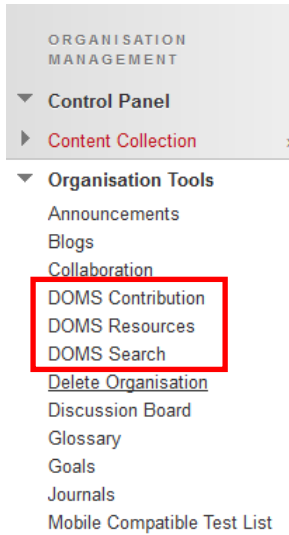 ORGANISATION
MANAGEMENT
Control Panel
Content Collection
Organisation Tools
Announcements
Blogs
Collaboration
DOMS Contribution
DOMS Resources
DOMS Search
Delete Organisation
Discussion Board
Glossary
Goals
Journals
Mobile Compatible Test List